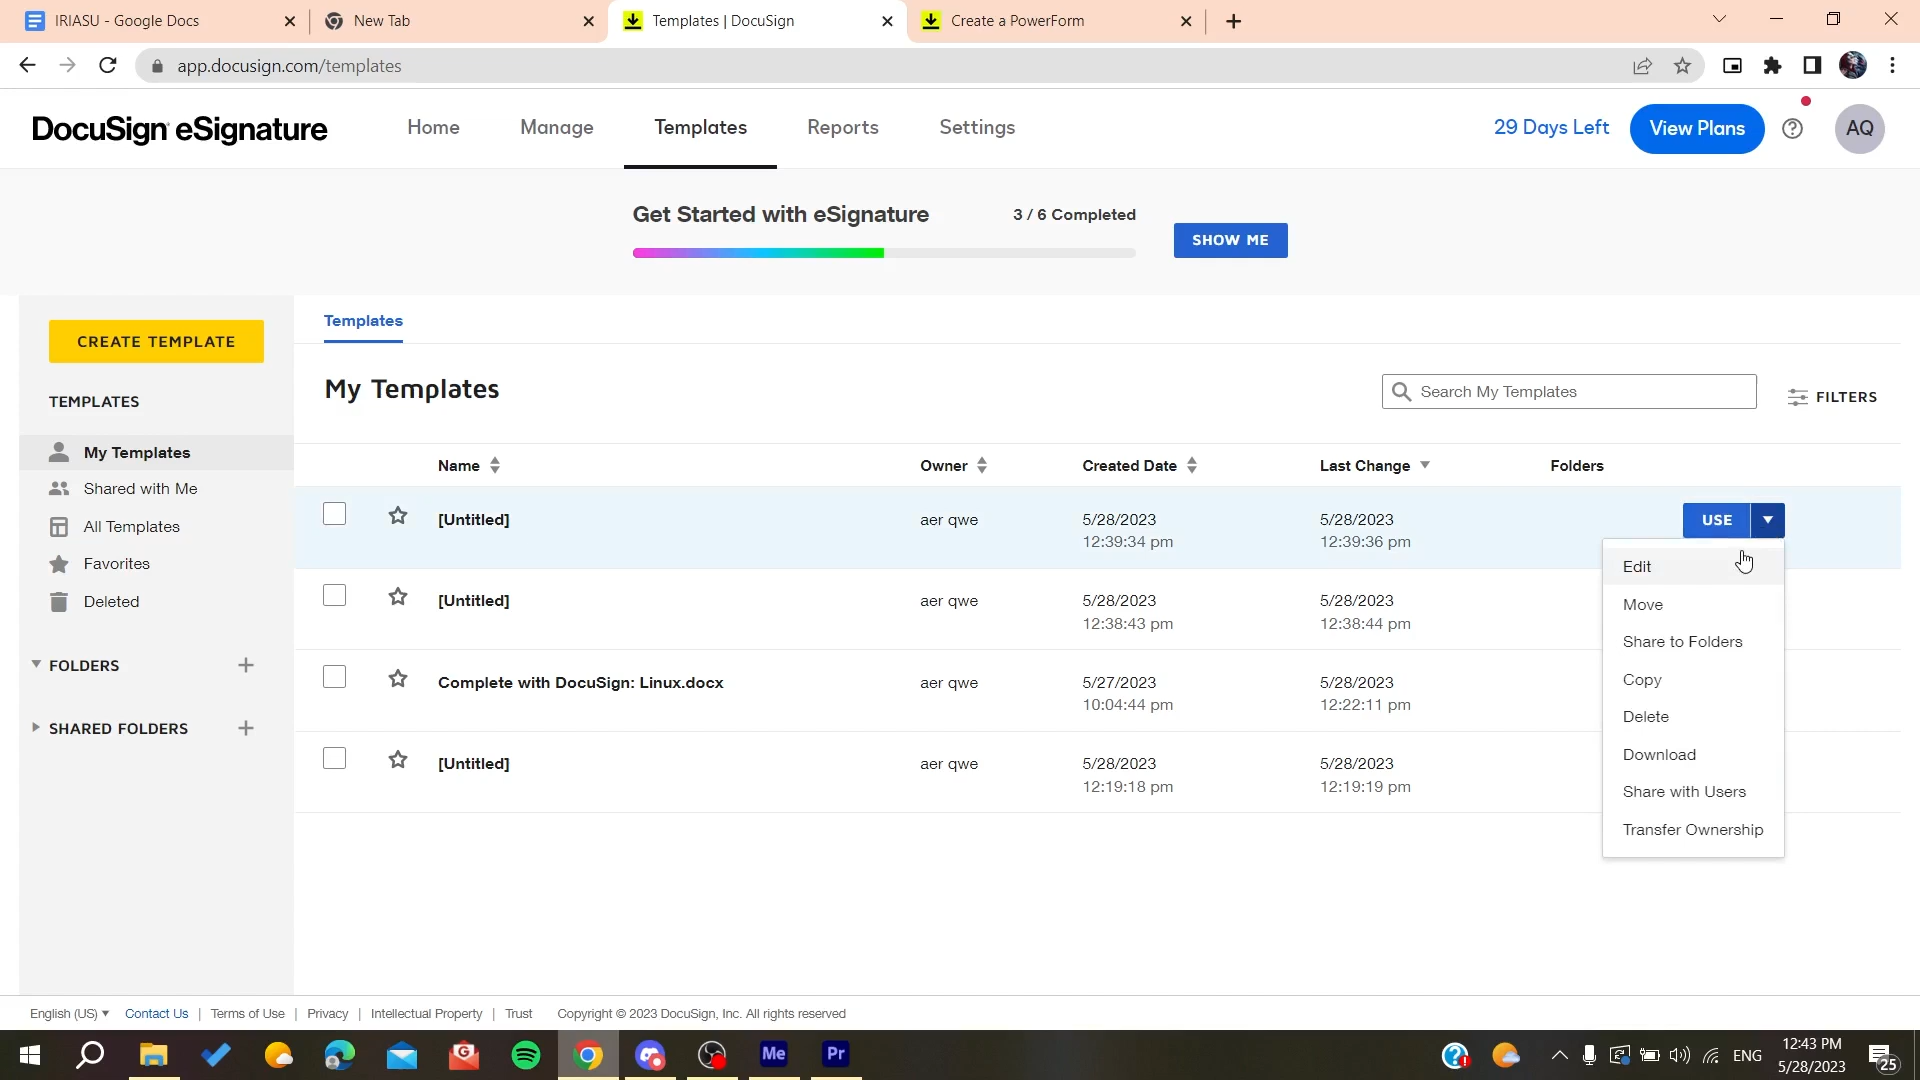 IRIASU - Google Docs
New Tab
Templates | DocuSign
Create a PowerForm
app.docusign.com/templates
DocuSign eSignature
Home
Manage
Templates
Reports
Settings
29 Days Left
View Plans
AQ
Get Started with eSignature
3 / 6 Completed
SHOW ME
CREATE TEMPLATE
TEMPLATES
My Templates
Shared with Me
All Templates
Favorites
Deleted
FOLDERS
SHARED FOLDERS
Templates
My Templates
Search My Templates
FILTERS
Name Owner Created Date Last Change Folders
[Untitled] aer qwe 5/28/2023 5/28/2023 USE
12:39:34 pm 12:39:36 pm
[Untitled] aer qwe 5/28/2023 5/28/2023
12:38:43 pm 12:38:44 pm
Complete with DocuSign: Linux.docx aer qwe 5/27/2023 5/28/2023
10:04:44 pm 12:22:11 pm
[Untitled] aer qwe 5/28/2023 5/28/2023
12:19:18 pm 12:19:19 pm
Edit
Move
Share to Folders
Copy
Delete
Download
Share with Users
Transfer Ownership
English (US) Contact Us | Terms of Use | Privacy | Intellectual Property | Trust Copyright © 2023 DocuSign, Inc. All rights reserved
Me
Pr
ENG
12:43 PM
5/28/2023
25